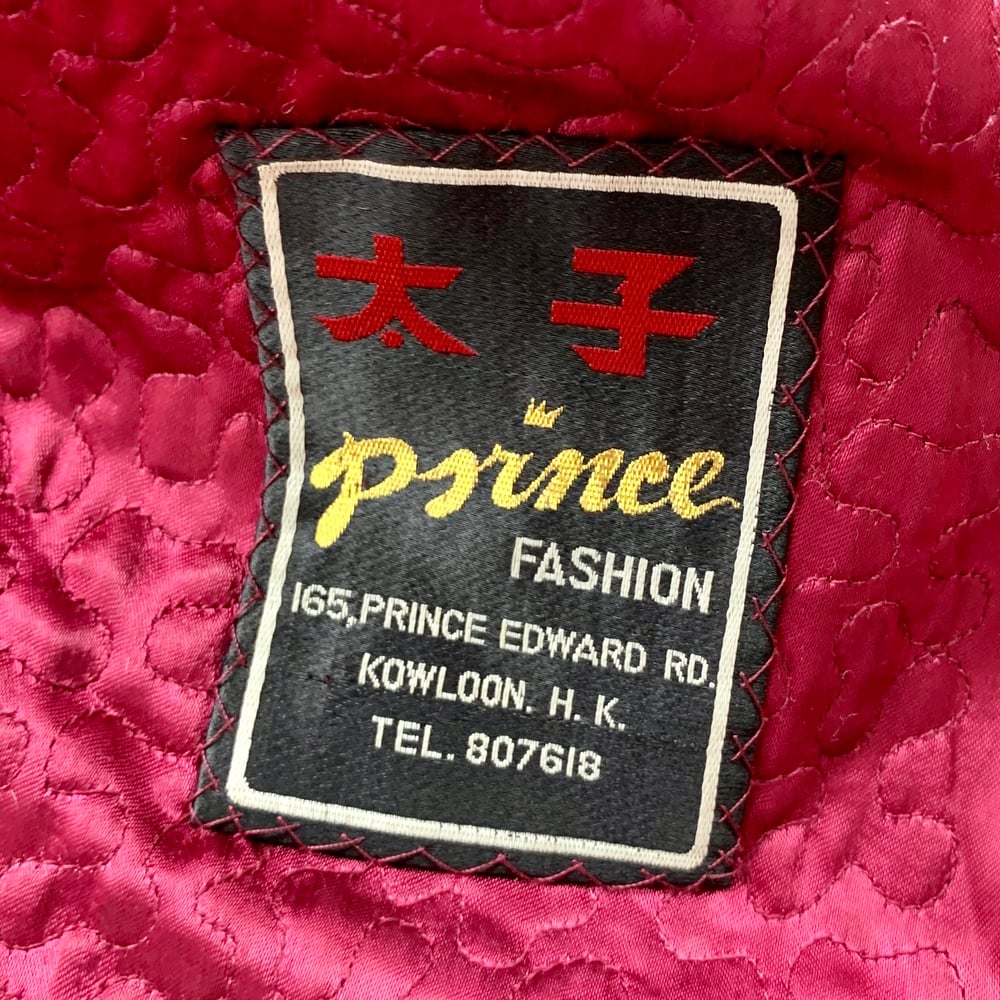 太子
prince
FASHION
165, PRINCE EDWARD RD.
KOWLOON. H. K.
TEL. 807618